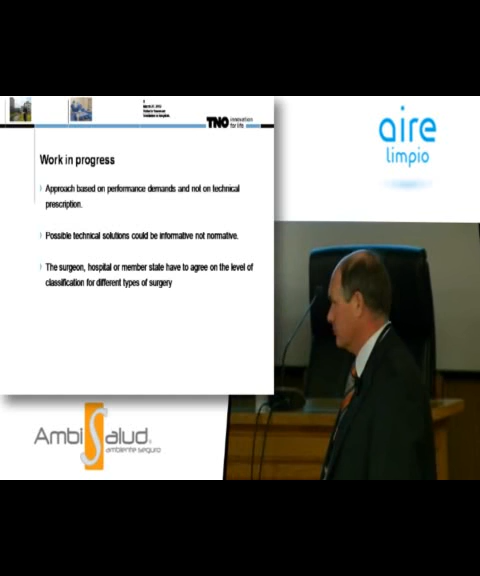 TNO innovation
for life
aire
limpio
Work in progress
Approach based on performance demands and not on technical
prescription.
Possible technical solutions could be informative not normative.
The surgeon, hospital or member state have to agree on the level of
classification for different types of surgery
AmbiSalud®
ambiente seguro